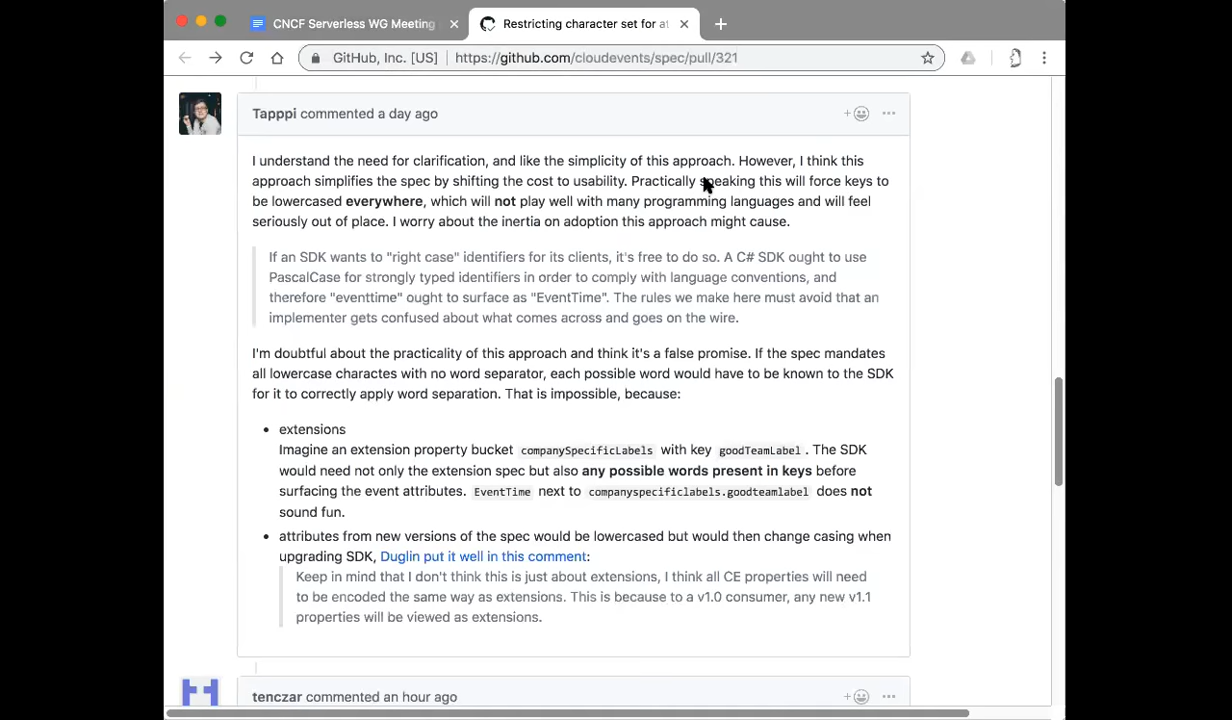 CNCF Serverless WG Meeting
Restricting character set for at
GitHub, Inc. [US] https://github.com/cloudevents/spec/pull/321
Tapppi commented a day ago
I understand the need for clarification, and like the simplicity of this approach. However, I think this
approach simplifies the spec by shifting the cost to usability. Practically speaking this will force keys to
be lowercased everywhere, which will not play well with many programming languages and will feel
seriously out of place. I worry about the inertia on adoption this approach might cause.
If an SDK wants to "right case" identifiers for its clients, it's free to do so. A C# SDK ought to use
PascalCase for strongly typed identifiers in order to comply with language conventions, and
therefore "eventtime" ought to surface as "EventTime". The rules we make here must avoid that an
implementer gets confused about what comes across and goes on the wire.
I'm doubtful about the practicality of this approach and think it's a false promise. If the spec mandates
all lowercase charactes with no word separator, each possible word would have to be known to the SDK
for it to correctly apply word separation. That is impossible, because:
• extensions
Imagine an extension property bucket companySpecificLabels with key goodTeamLabel. The SDK
would need not only the extension spec but also any possible words present in keys before
surfacing the event attributes. EventTime next to companyspecificlabels.goodteamlabel does not
sound fun.
• attributes from new versions of the spec would be lowercased but would then change casing when
upgrading SDK, Duglin put it well in this comment:
Keep in mind that I don't think this is just about extensions, I think all CE properties will need
to be encoded the same way as extensions. This is because to a v1.0 consumer, any new v1.1
properties will be viewed as extensions.
tenczar commented an hour ago